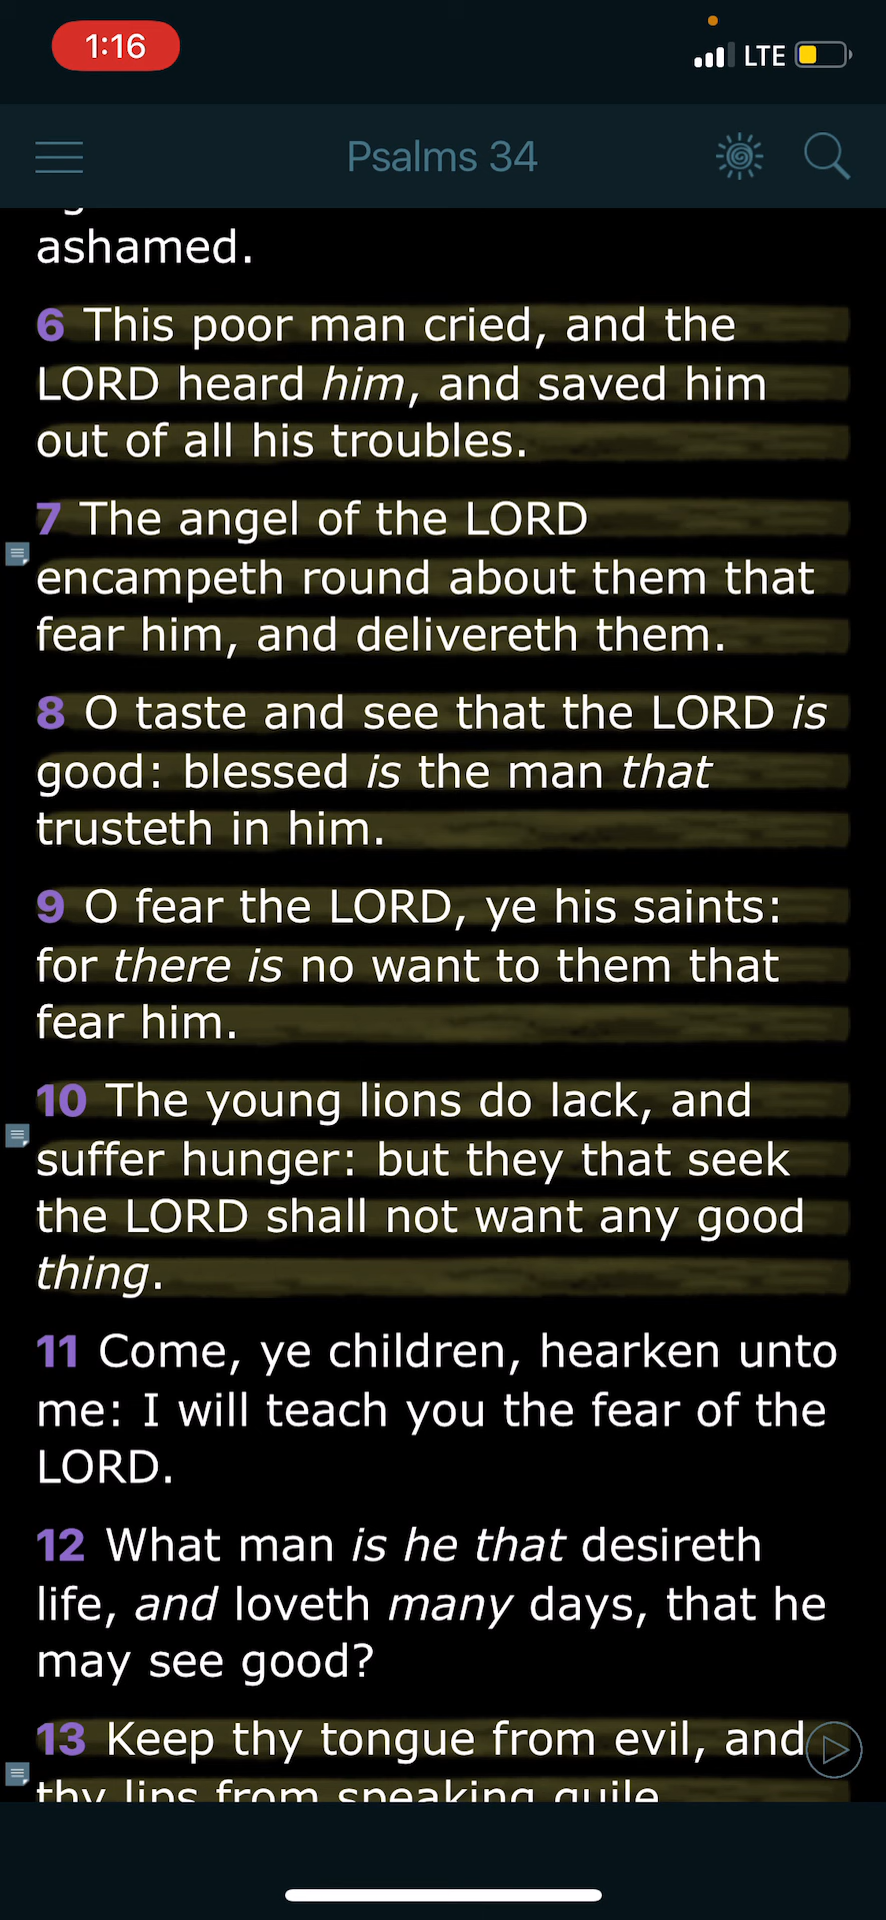 1:16
LTE
Psalms 34
ashamed.
6 This poor man cried, and the
LORD heard him, and saved him
out of all his troubles.
7 The angel of the LORD
encampeth round about them that
fear him, and delivereth them.
8 O taste and see that the LORD is
good: blessed is the man that
trusteth in him.
9 O fear the LORD, ye his saints:
for there is no want to them that
fear him.
10 The young lions do lack, and
suffer hunger: but they that seek
the LORD shall not want any good
thing.
11 Come, ye children, hearken unto
me: I will teach you the fear of the
LORD.
12 What man is he that desireth
life, and loveth many days, that he
may see good?
13 Keep thy tongue from evil, and
thy lips from speaking guile